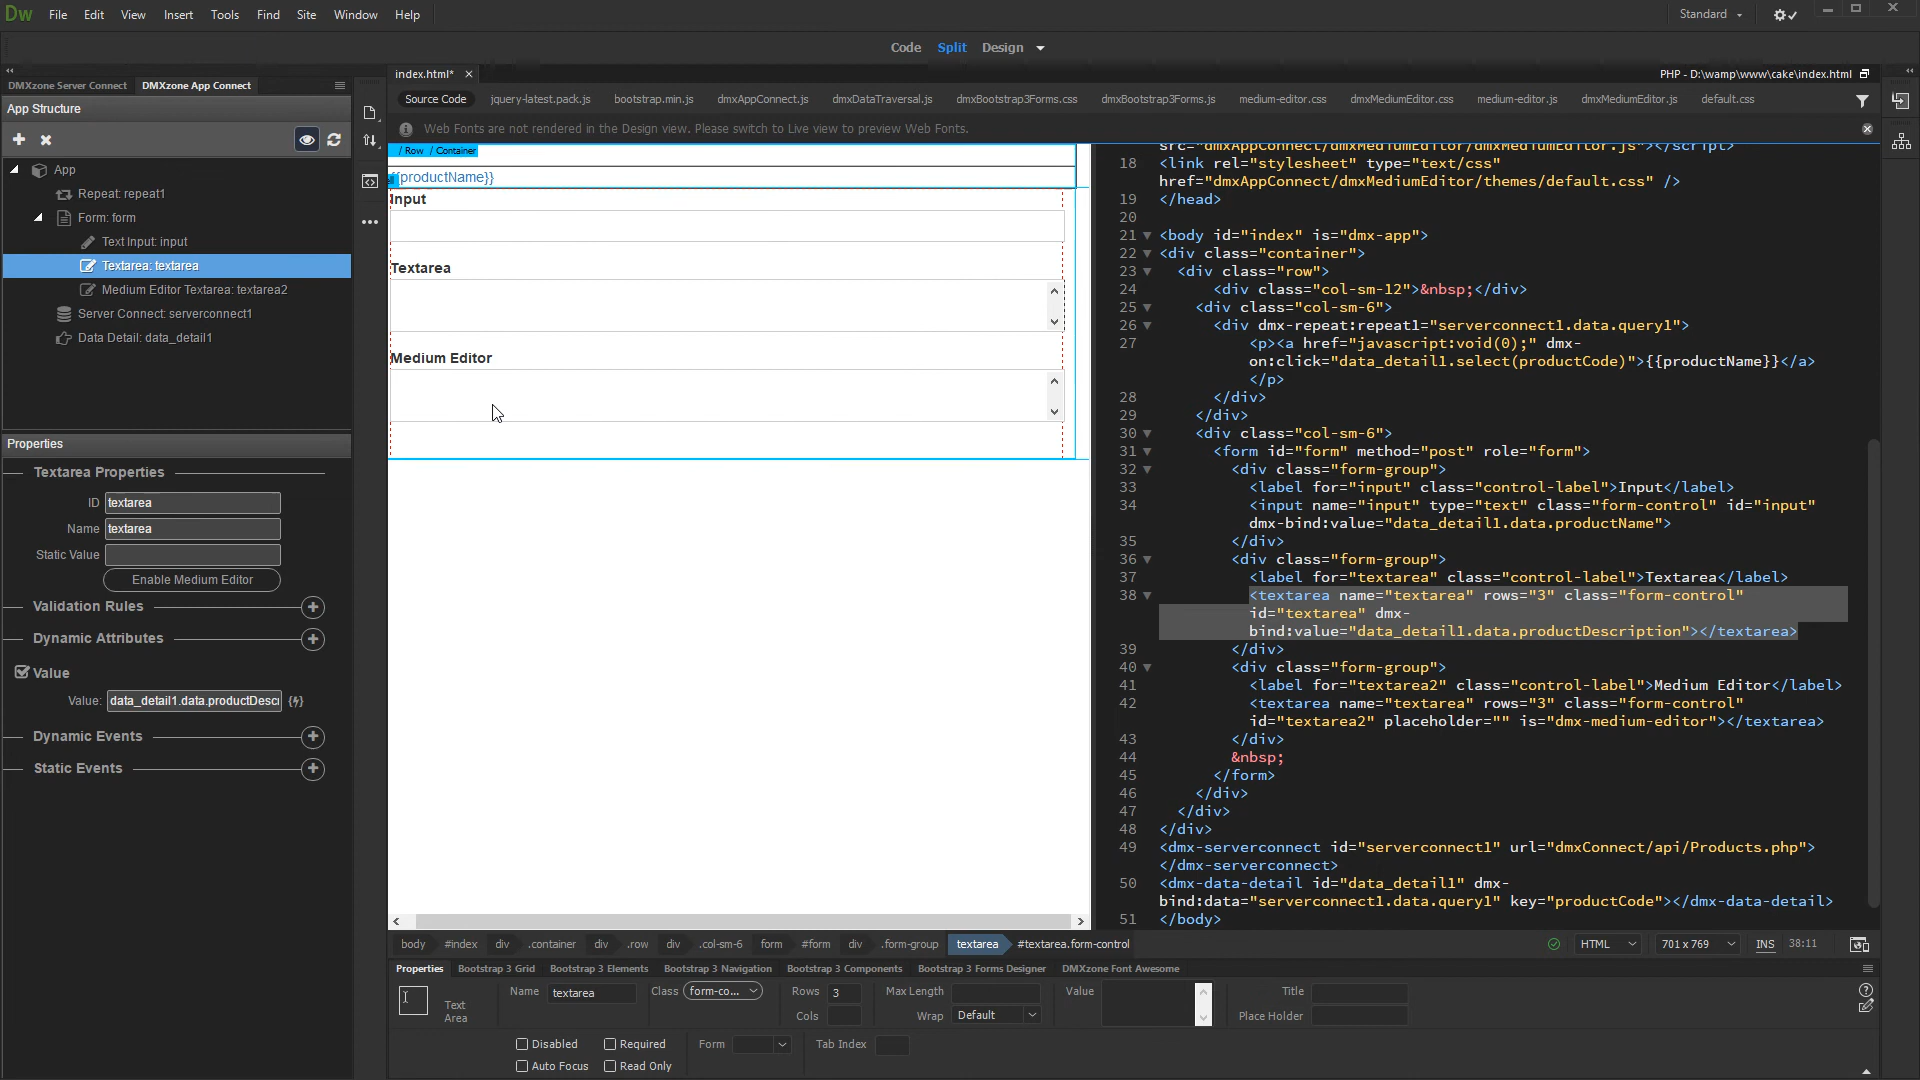 Dw File Edit View Insert Tools Find Site Window Help Standard
Code Split Design
DMXzone Server Connect DMXzone App Connect
App Structure
App
Repeat: repeat1
Form: form
Text Input: input
Textarea: textarea
Medium Editor Textarea: textarea2
Server Connect: serverconnect1
Data Detail: data_detail1
Properties
Textarea Properties
ID textarea
Name textarea
Static Value
Enable Medium Editor
Validation Rules
Dynamic Attributes
Value
Value: data_detail1.data.productDesc
Dynamic Events
Static Events
index.html* PHP - D:\wamp\www\cake\index.html
Source Code jquery-latest.pack.js bootstrap.min.js dmxAppConnect.js dmxDataTraversal.js dmxBootstrap3Forms.css dmxBootstrap3Forms.js medium-editor.css dmxMediumEditor.css medium-editor.js dmxMediumEditor.js default.css
Web Fonts are not rendered in the Design view. Please switch to Live view to preview Web Fonts.
/ Row / Container
{productName}}
Input
Textarea
Medium Editor
src="dmxAppConnect/dmxMediumEditor/dmxMediumEditor.js"></script>
18 <link rel="stylesheet" type="text/css"
href="dmxAppConnect/dmxMediumEditor/themes/default.css" />
19 </head>
20
21 <body id="index" is="dmx-app">
22 <div class="container">
23 <div class="row">
24 <div class="col-sm-12">&nbsp;</div>
25 <div class="col-sm-6">
26 <div dmx-repeat:repeat1="serverconnect1.data.query1">
27 <p><a href="javascript:void(0);" dmx-
on:click="data_detail1.select(productCode)">{{productName}}</a>
</p>
28 </div>
29 </div>
30 <div class="col-sm-6">
31 <form id="form" method="post" role="form">
32 <div class="form-group">
33 <label for="input" class="control-label">Input</label>
34 <input name="input" type="text" class="form-control" id="input"
dmx-bind:value="data_detail1.data.productName">
35 </div>
36 <div class="form-group">
37 <label for="textarea" class="control-label">Textarea</label>
38 <textarea name="textarea" rows="3" class="form-control"
id="textarea" dmx-
bind:value="data_detail1.data.productDescription"></textarea>
39 </div>
40 <div class="form-group">
41 <label for="textarea2" class="control-label">Medium Editor</label>
42 <textarea name="textarea" rows="3" class="form-control"
id="textarea2" placeholder="" is="dmx-medium-editor"></textarea>
43 </div>
44 &nbsp;
45 </form>
46 </div>
47 </div>
48 </div>
49 <dmx-serverconnect id="serverconnect1" url="dmxConnect/api/Products.php">
</dmx-serverconnect>
50 <dmx-data-detail id="data_detail1" dmx-
bind:data="serverconnect1.data.query1" key="productCode"></dmx-data-detail>
51 </body>
body #index div .container div .row div .col-sm-6 form #form div .form-group textarea #textarea.form-control HTML 701 x 769 INS 38:11
Properties Bootstrap 3 Grid Bootstrap 3 Elements Bootstrap 3 Navigation Bootstrap 3 Components Bootstrap 3 Forms Designer DMXzone Font Awesome
Text Area Name textarea Class form-co... Rows 3 Max Length Value Title
Cols Wrap Default Place Holder
Disabled Required Form Tab Index
Auto Focus Read Only